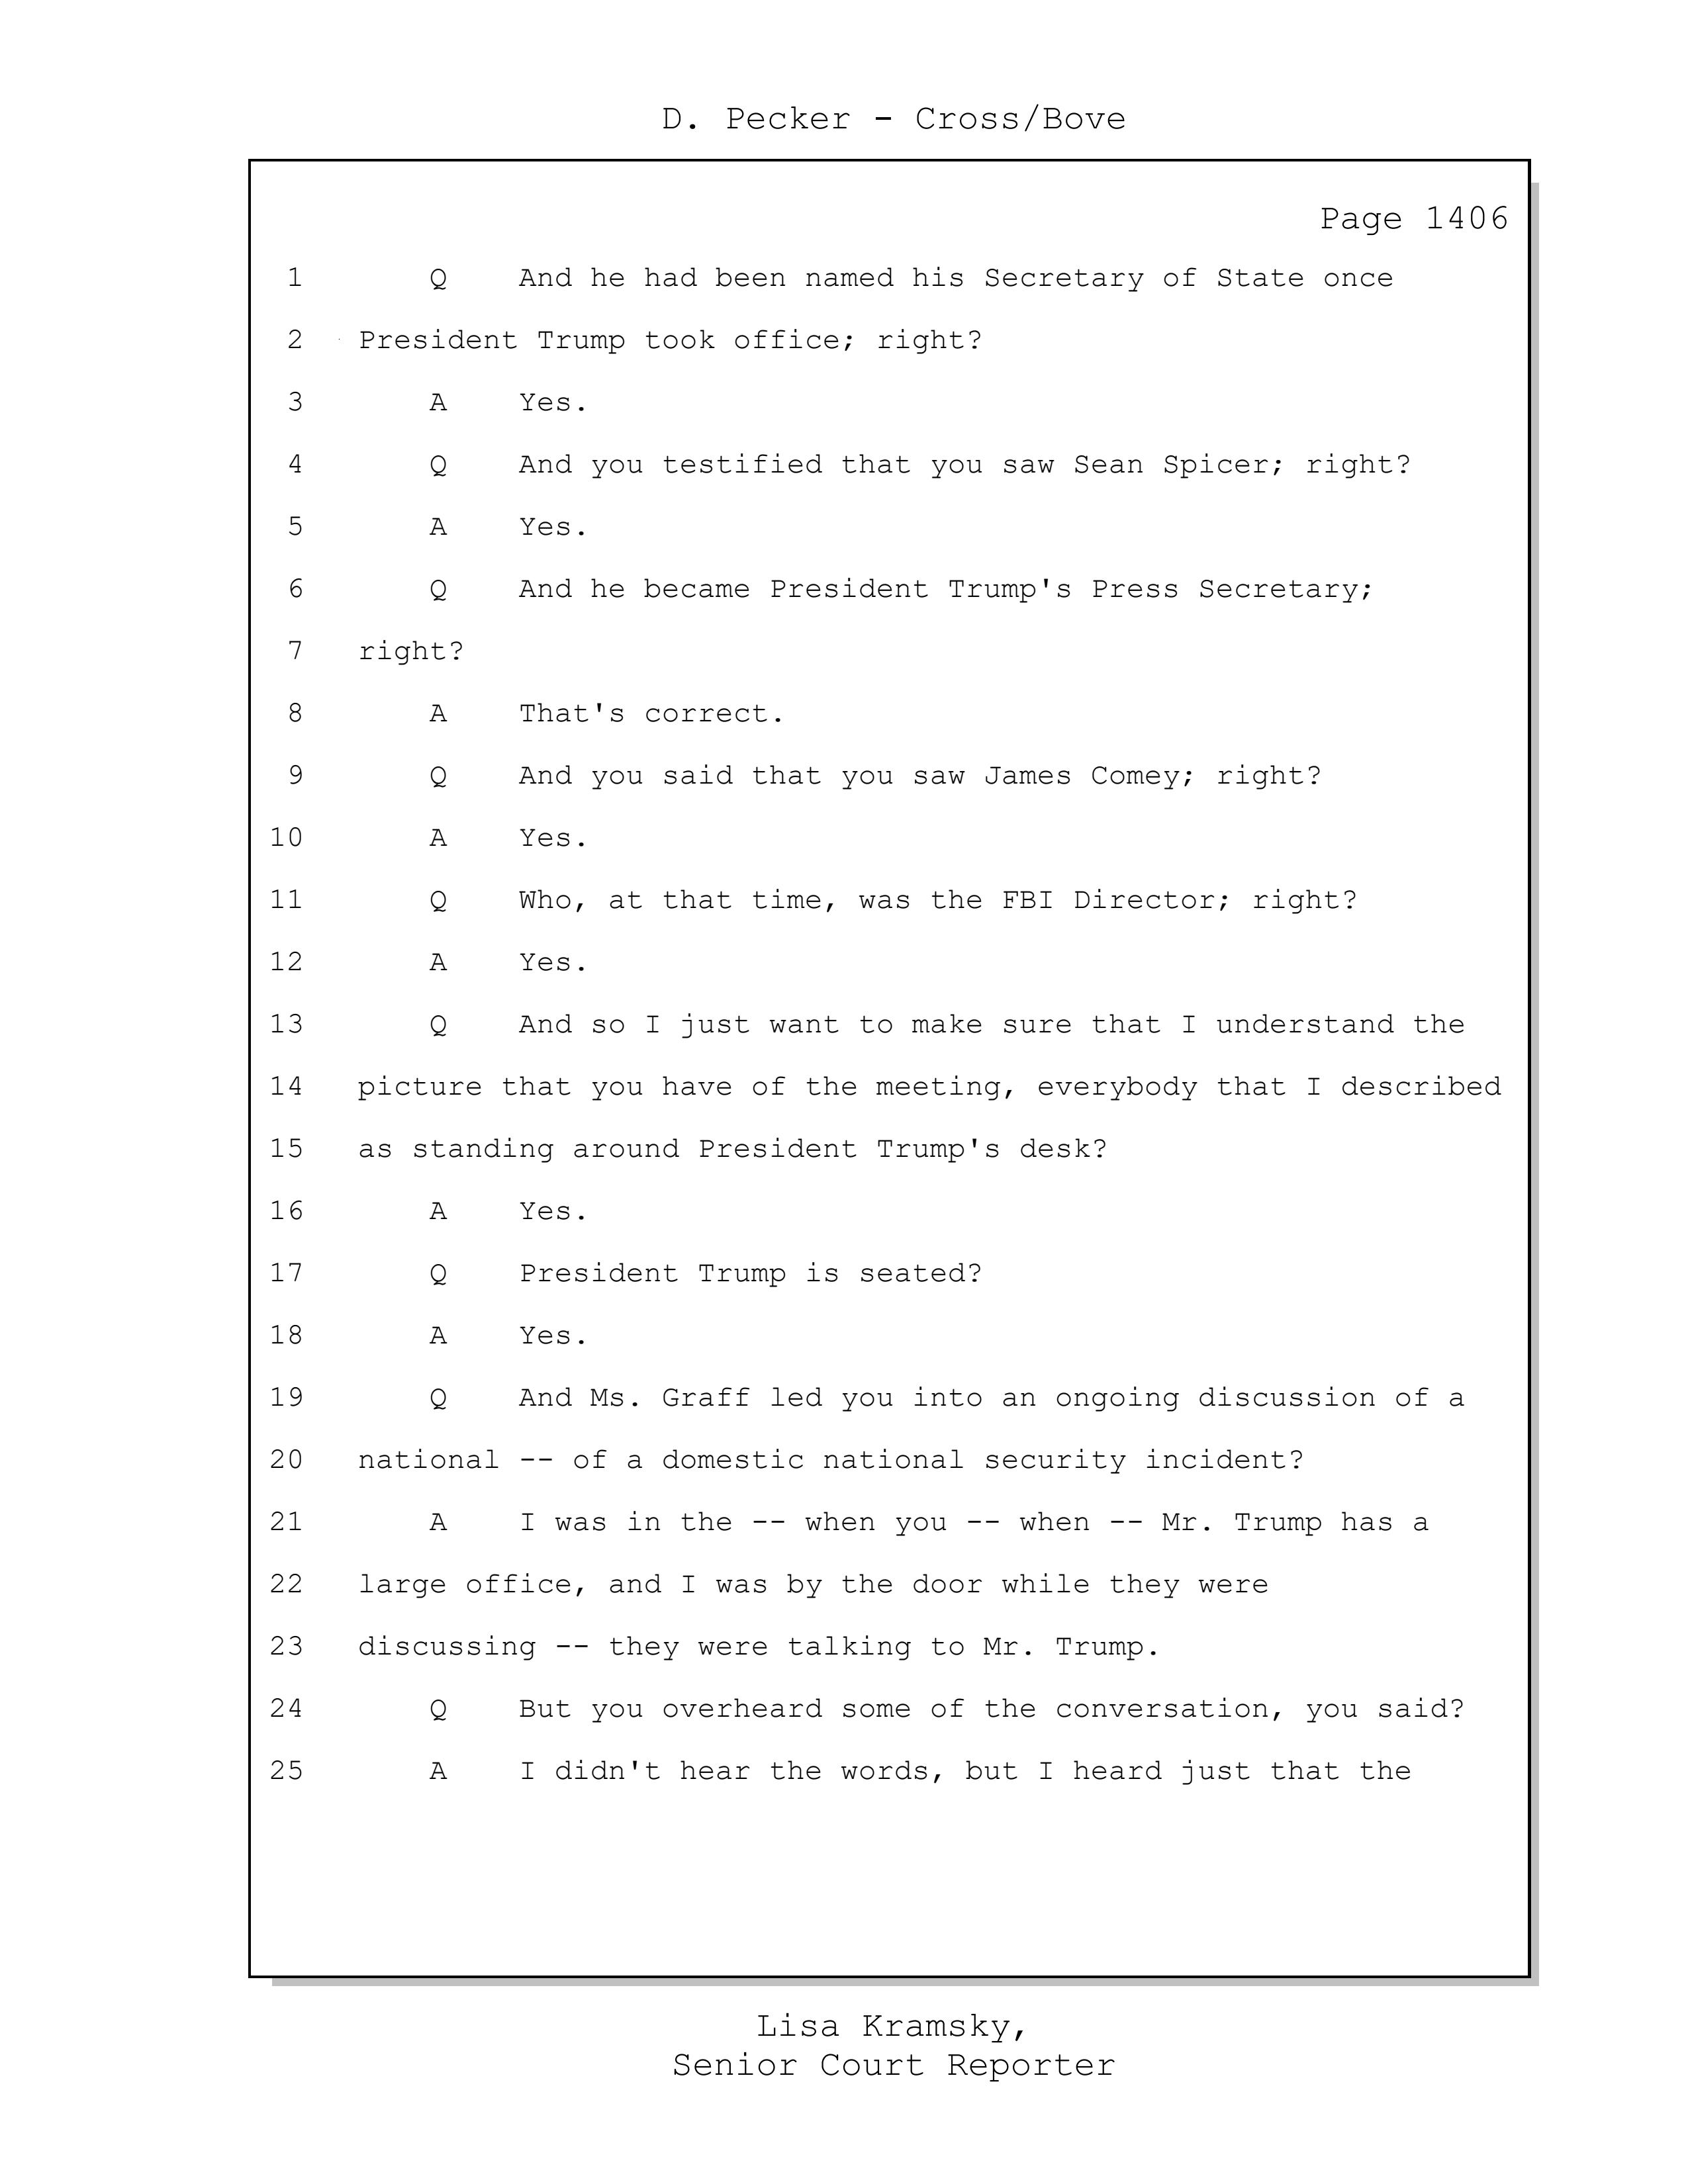 D. Pecker - Cross/Bove
Page 1406
1 Q And he had been named his Secretary of State once
2 President Trump took office; right?
3 A Yes.
4 Q And you testified that you saw Sean Spicer; right?
5 A Yes.
6 Q And he became President Trump's Press Secretary;
7 right?
8 A That's correct.
9 Q And you said that you saw James Comey; right?
10 A Yes.
11 Q Who, at that time, was the FBI Director; right?
12 A Yes.
13 Q And so I just want to make sure that I understand the
14 picture that you have of the meeting, everybody that I described
15 as standing around President Trump's desk?
16 A Yes.
17 Q President Trump is seated?
18 A Yes.
19 Q And Ms. Graff led you into an ongoing discussion of a
20 national -- of a domestic national security incident?
21 A I was in the -- when you -- when -- Mr. Trump has a
22 large office, and I was by the door while they were
23 discussing -- they were talking to Mr. Trump.
24 Q But you overheard some of the conversation, you said?
25 A I didn't hear the words, but I heard just that the
Lisa Kramsky,
Senior Court Reporter